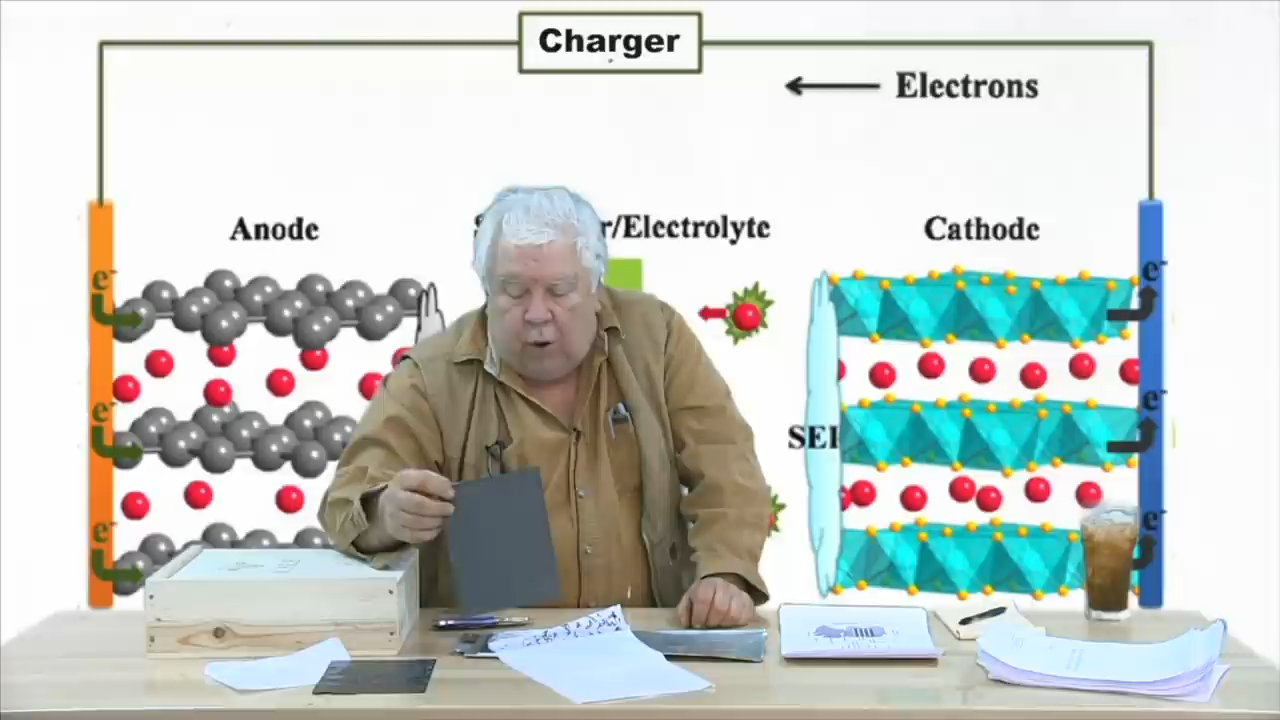 Charger
Electrons
Anode
r/Electrolyte
Cathode
e-
e-
e-
e-
SEI
e-
e-